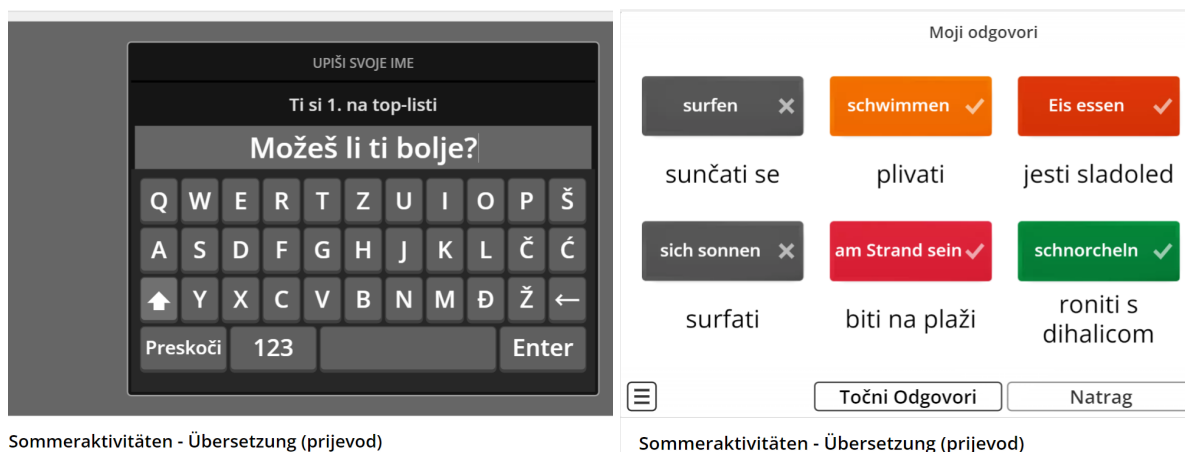 UPIŠI SVOJE IME
Ti si 1. na top-listi
Možeš li ti bolje?
Q W E R T Z U I O P Š
A S D F G H J K L Č Ć
Y X C V B N M Đ Ž ←
Preskoči 123 Enter
Sommeraktivitäten - Übersetzung (prijevod)
Moji odgovori
surfen schwimmen Eis essen
sunčati se plivati jesti sladoled
sich sonnen am Strand sein schnorcheln
surfati biti na plaži roniti s
dihalicom
Točni Odgovori Natrag
Sommeraktivitäten - Übersetzung (prijevod)